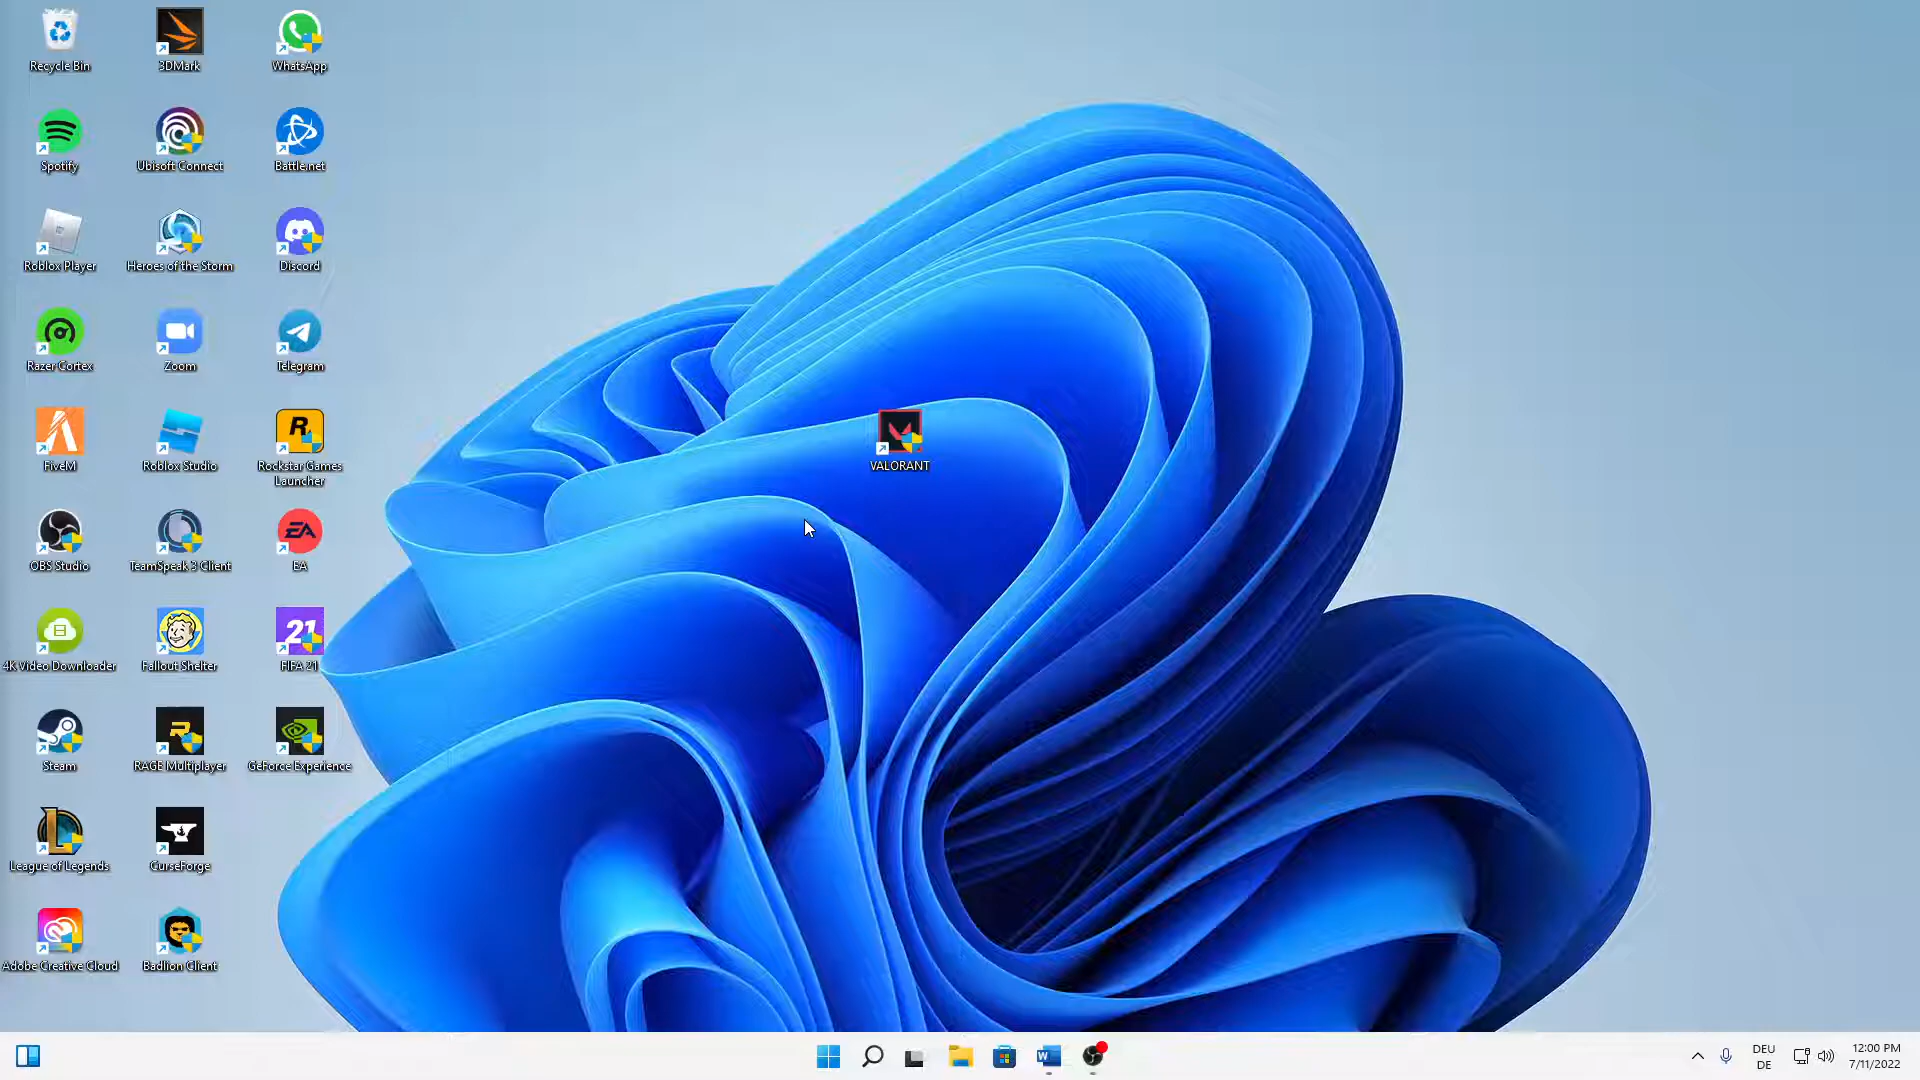 Recycle Bin
3DMark
WhatsApp
Spotify
Ubisoft Connect
Battle.net
Roblox Player
Heroes of the Storm
Discord
Razer Cortex
Zoom
Telegram
FiveM
Roblox Studio
Rockstar Games
Launcher
VALORANT
OBS Studio
TeamSpeak 3 Client
EA
EA
4K Video Downloader
Fallout Shelter
21
FIFA 21
Steam
RAGE Multiplayer
GeForce Experience
League of Legends
CurseForge
Adobe Creative Cloud
Badlion Client
DEU
DE
12:00 PM
7/11/2022